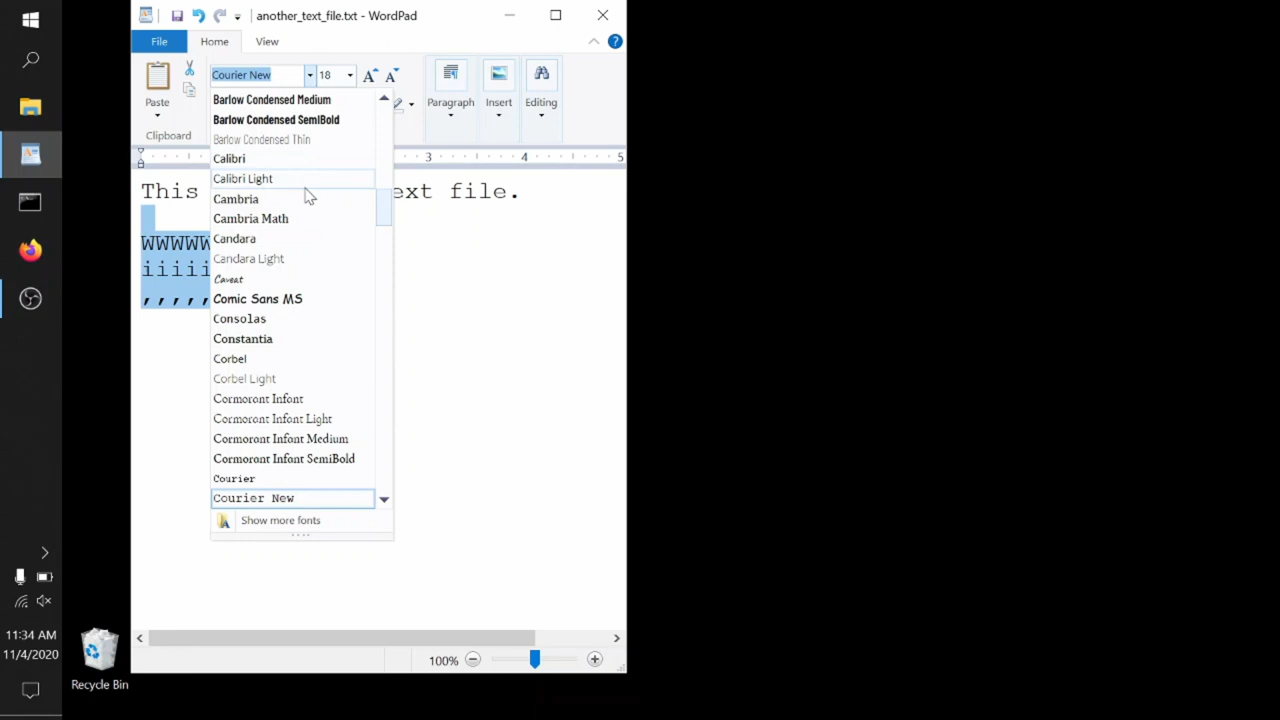 another_text_file.txt - WordPad
File
Home
View
Paste
Clipboard
Courier New
18
Paragraph
Insert
Editing
3
5
This
ext file.
WWWWW
iiiii
,,,,,
Barlow Condensed Medium
Barlow Condensed SemiBold
Barlow Condensed Thin
Calibri
Calibri Light
Cambria
Cambria Math
Candara
Candara Light
Caveat
Comic Sans MS
Consolas
Constantia
Corbel
Corbel Light
Cormorant Infant
Cormorant Infant Light
Cormorant Infant Medium
Cormorant Infant SemiBold
Courier
Courier New
Show more fonts
100%
11:34 AM
11/4/2020
Recycle Bin